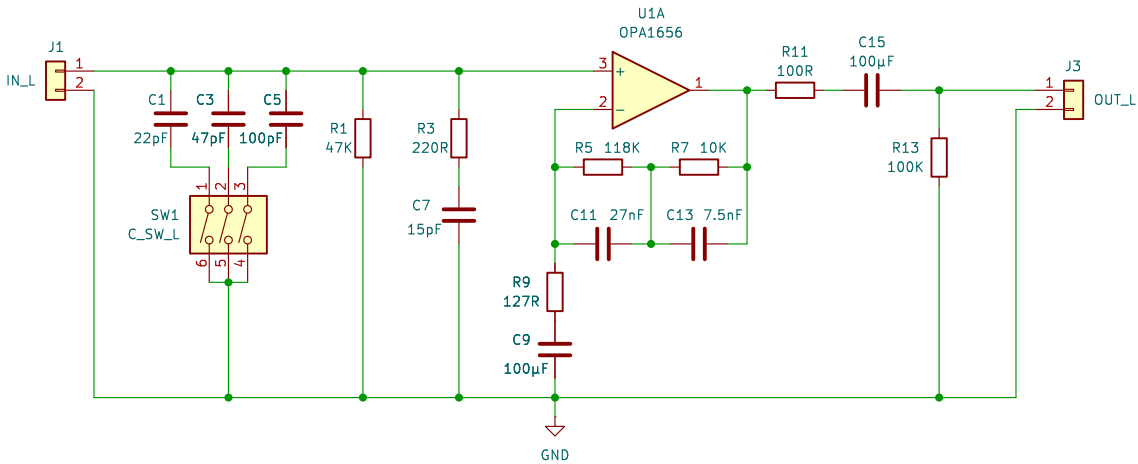 U1A
OPA1656
J1
1
2
IN_L
C1
22pF
C3
47pF
C5
100pF
R1
47K
R3
220R
C7
15pF
1
2
3
SW1
C_SW_L
6
5
4
3
+
2
−
1
R5 118K
R7 10K
C11 27nF
C13 7.5nF
R9
127R
C9
100µF
GND
R11
100R
C15
100µF
R13
100K
J3
1
2
OUT_L